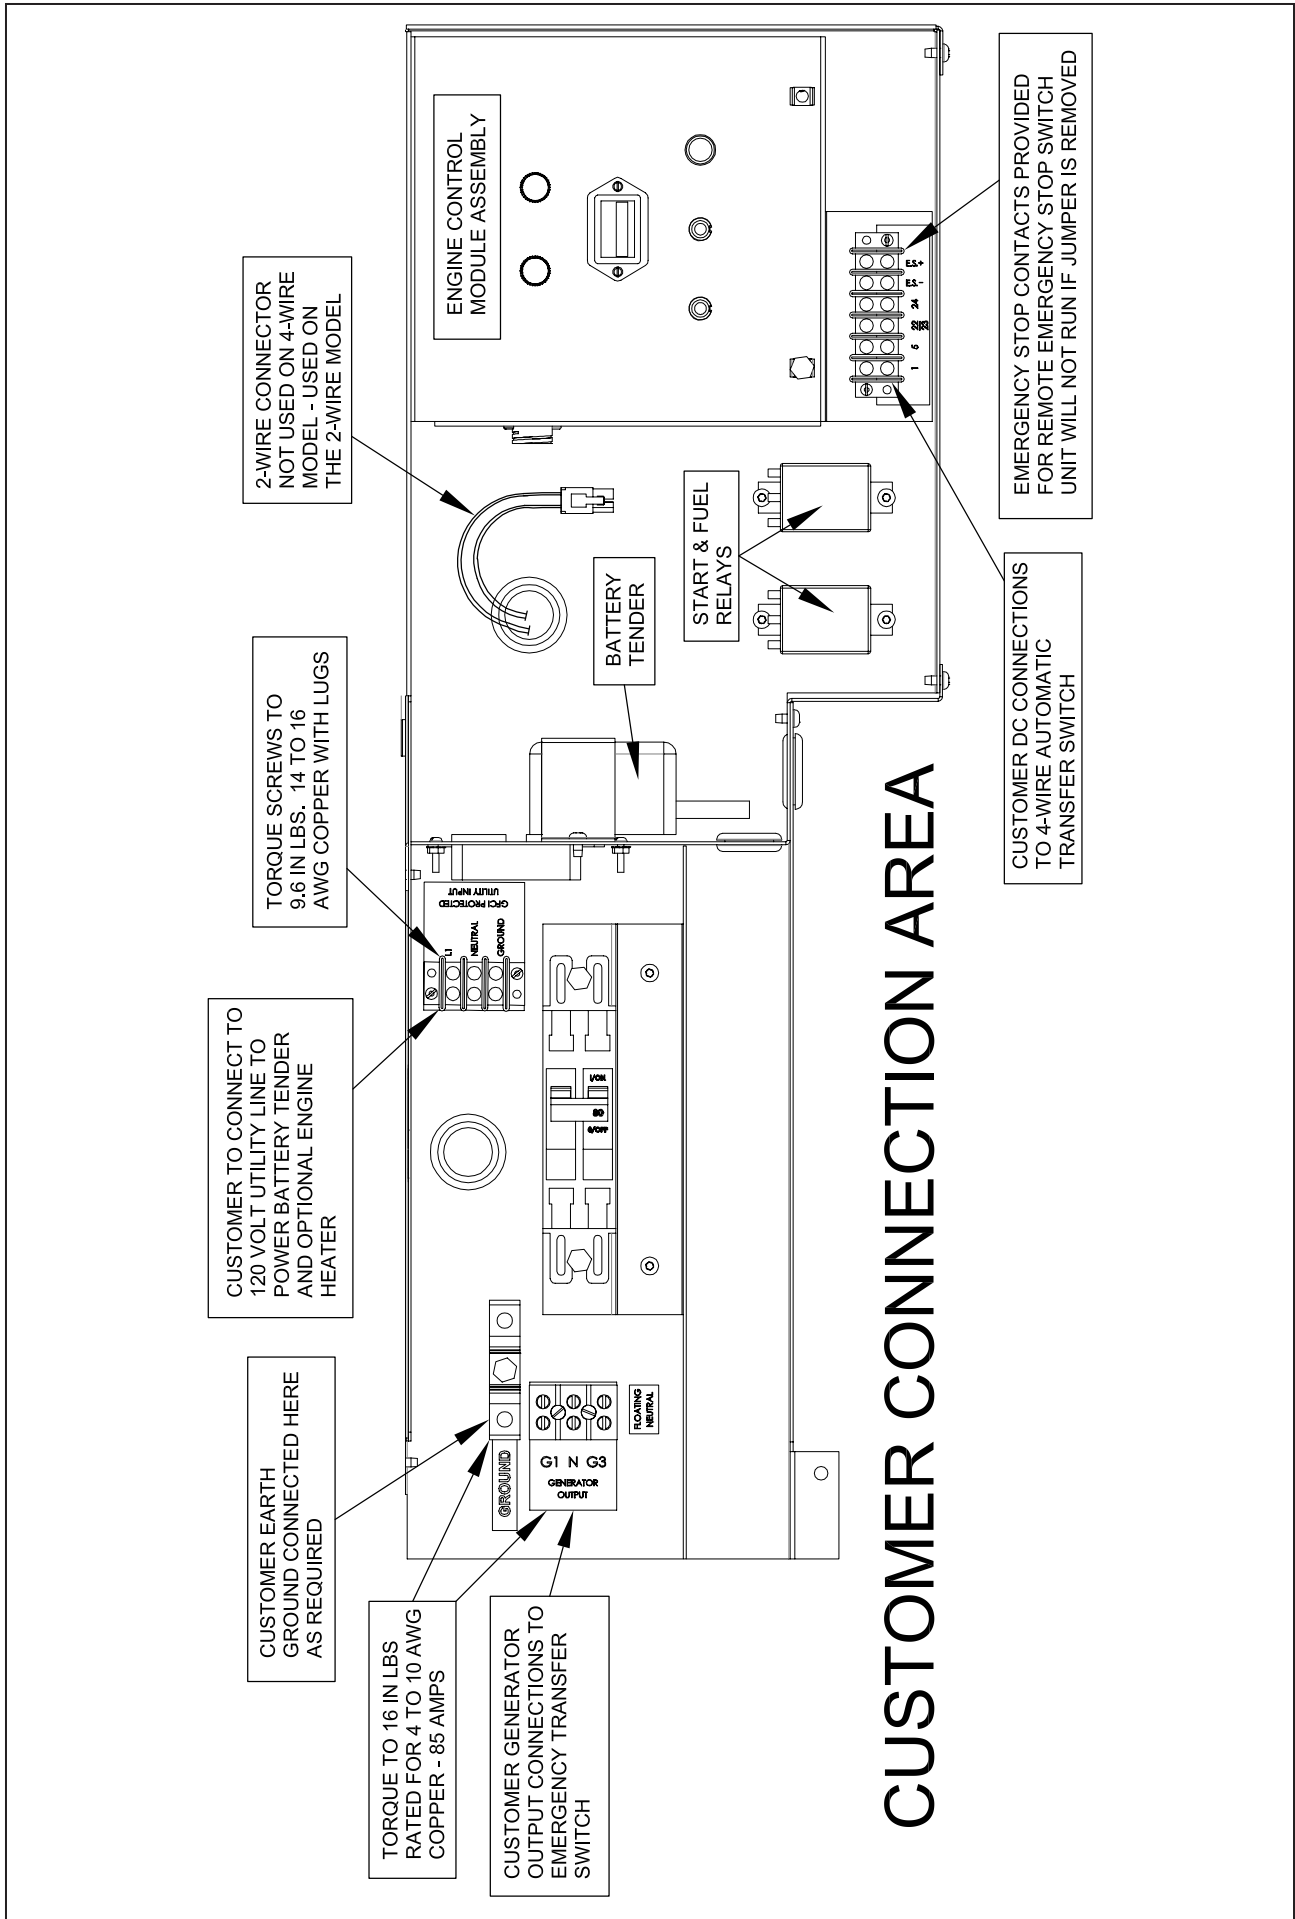 CUSTOMER EARTH
GROUND CONNECTED HERE
AS REQUIRED
TORQUE TO 16 IN LBS
RATED FOR 4 TO 10 AWG
COPPER - 85 AMPS
CUSTOMER GENERATOR
OUTPUT CONNECTIONS TO
EMERGENCY TRANSFER
SWITCH
CUSTOMER TO CONNECT TO
120 VOLT UTILITY LINE TO
POWER BATTERY TENDER
AND OPTIONAL ENGINE
HEATER
TORQUE SCREWS TO
9.6 IN LBS. 14 TO 16
AWG COPPER WITH LUGS
2-WIRE CONNECTOR
NOT USED ON 4-WIRE
MODEL - USED ON
THE 2-WIRE MODEL
ENGINE CONTROL
MODULE ASSEMBLY
BATTERY
TENDER
START & FUEL
RELAYS
GROUND
G1 N G3
GENERATOR
OUTPUT
FLOATING
NEUTRAL
I/ON
80
0/OFF
L1
NEUTRAL
GROUND
GFCI PROTECTED
UTILITY INPUT
1
5
22
23
24
E.S.-
E.S.+
CUSTOMER DC CONNECTIONS
TO 4-WIRE AUTOMATIC
TRANSFER SWITCH
EMERGENCY STOP CONTACTS PROVIDED
FOR REMOTE EMERGENCY STOP SWITCH
UNIT WILL NOT RUN IF JUMPER IS REMOVED
CUSTOMER CONNECTION AREA